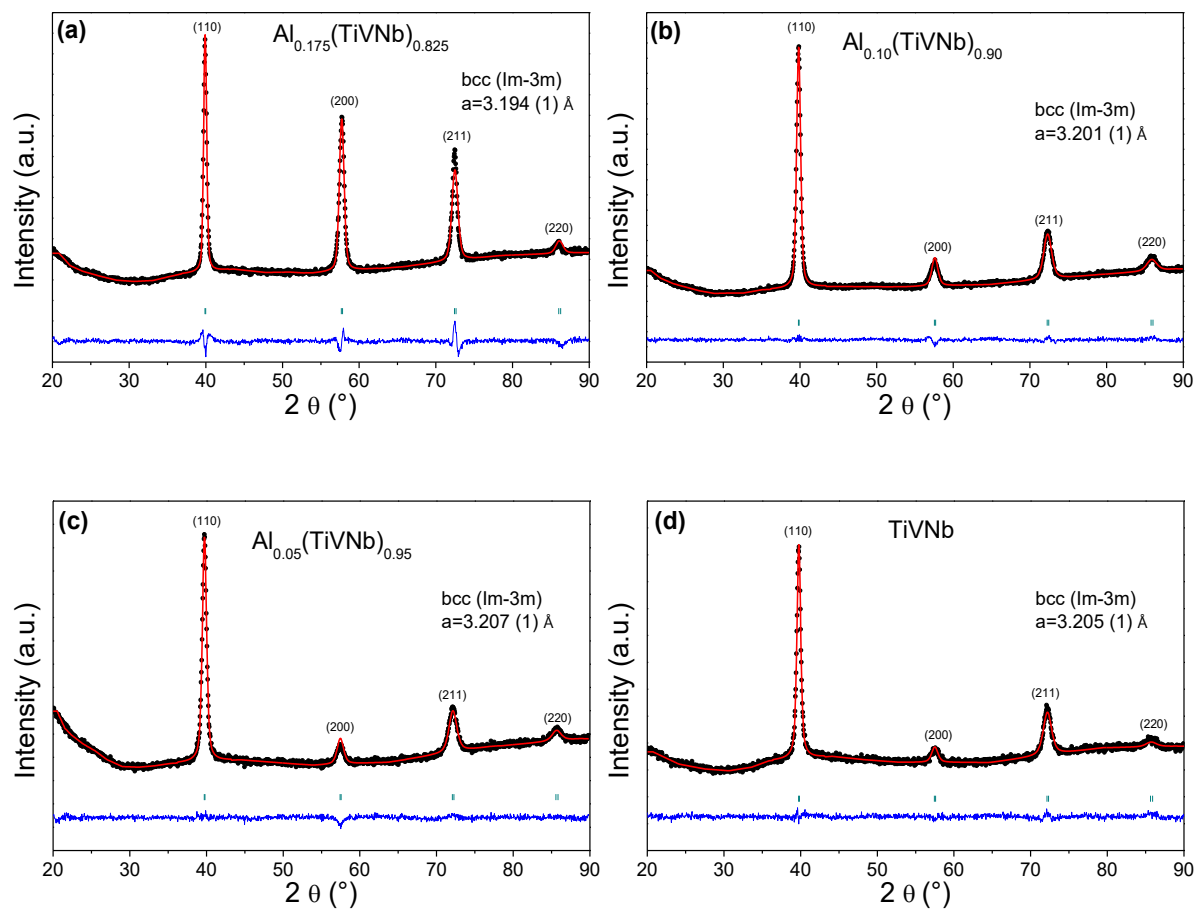 (a)
Al0.175(TiVNb)0.825
bcc (Im-3m)
a=3.194 (1) Å
(110)
(200)
(211)
(220)
Intensity (a.u.)
20 30 40 50 60 70 80 90
2 θ (°)
(b)
Al0.10(TiVNb)0.90
bcc (Im-3m)
a=3.201 (1) Å
(110)
(200)
(211)
(220)
Intensity (a.u.)
20 30 40 50 60 70 80 90
2 θ (°)
(c)
Al0.05(TiVNb)0.95
bcc (Im-3m)
a=3.207 (1) Å
(110)
(200)
(211)
(220)
Intensity (a.u.)
20 30 40 50 60 70 80 90
2 θ (°)
(d)
TiVNb
bcc (Im-3m)
a=3.205 (1) Å
(110)
(200)
(211)
(220)
Intensity (a.u.)
20 30 40 50 60 70 80 90
2 θ (°)